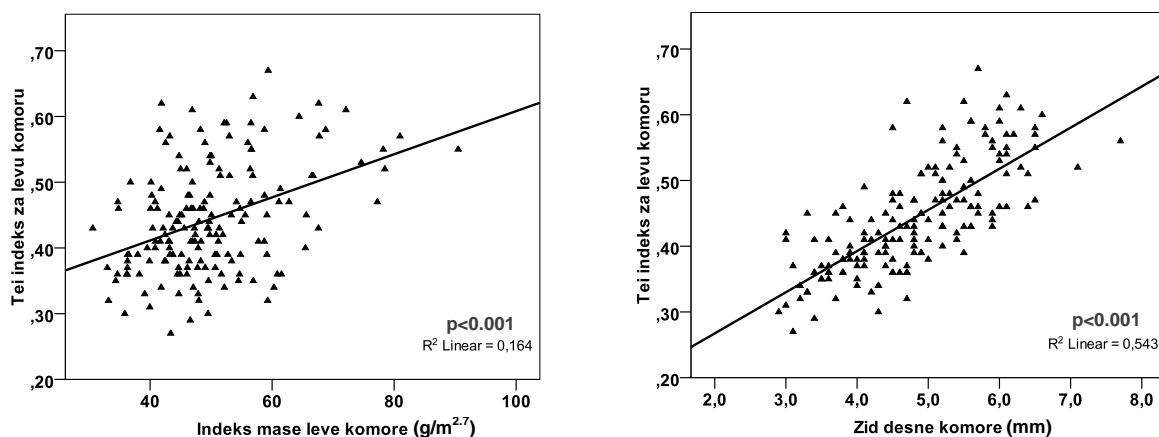 Tei indeks za levu komoru
,70
,60
,50
,40
,30
,20
p<0.001
R² Linear = 0,164
40 60 80 100
Indeks mase leve komore (g/m²·⁷)
Tei indeks za levu komoru
,70
,60
,50
,40
,30
,20
p<0.001
R² Linear = 0,543
2,0 3,0 4,0 5,0 6,0 7,0 8,0
Zid desne komore (mm)